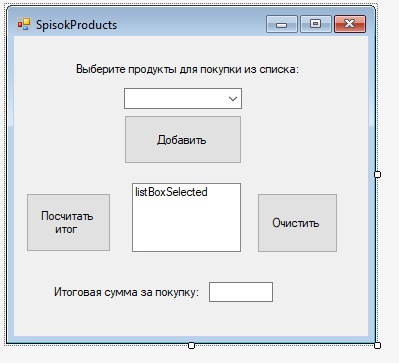 SpisokProducts
Выберите продукты для покупки из списка:
Добавить
listBoxSelected
Посчитать
итог
Очистить
Итоговая сумма за покупку: